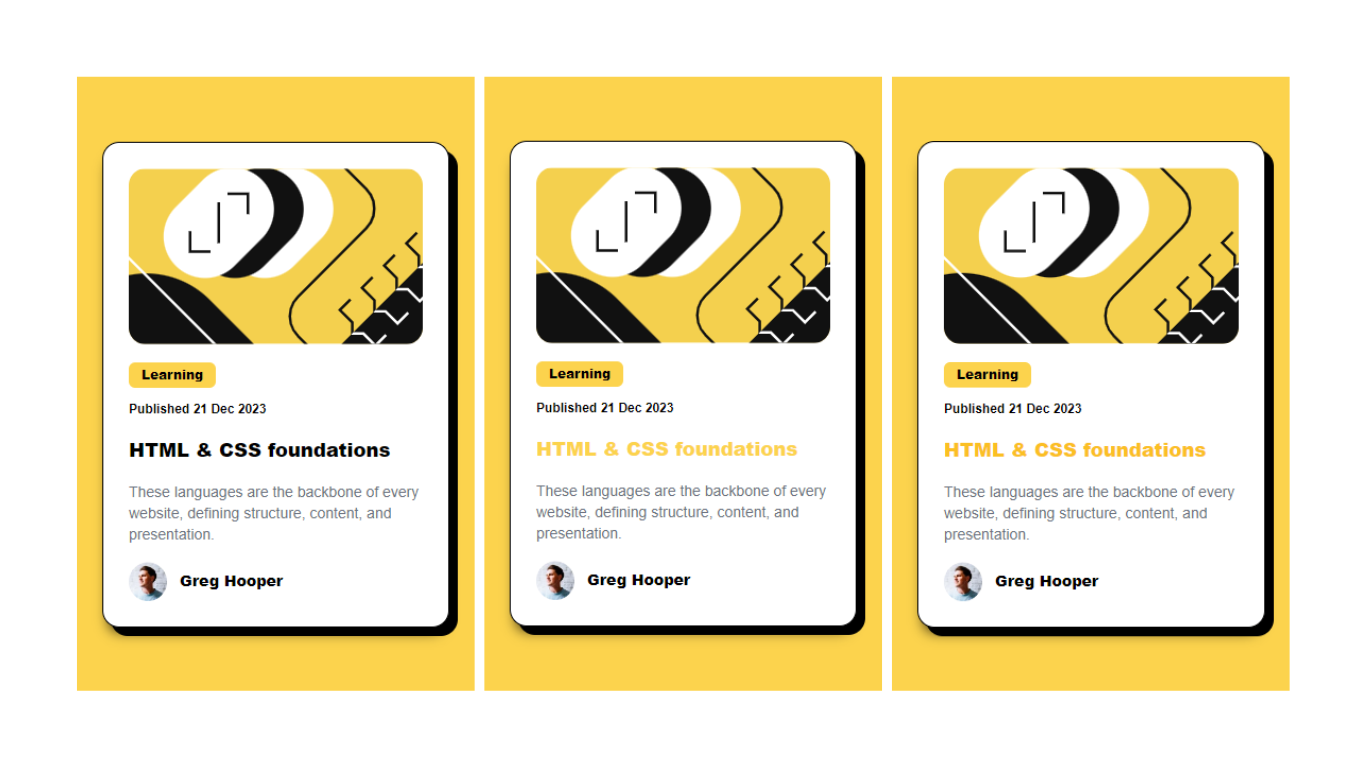 Learning
Published 21 Dec 2023
HTML & CSS foundations
These languages are the backbone of every
website, defining structure, content, and
presentation.
Greg Hooper
Learning
Published 21 Dec 2023
HTML & CSS foundations
These languages are the backbone of every
website, defining structure, content, and
presentation.
Greg Hooper
Learning
Published 21 Dec 2023
HTML & CSS foundations
These languages are the backbone of every
website, defining structure, content, and
presentation.
Greg Hooper